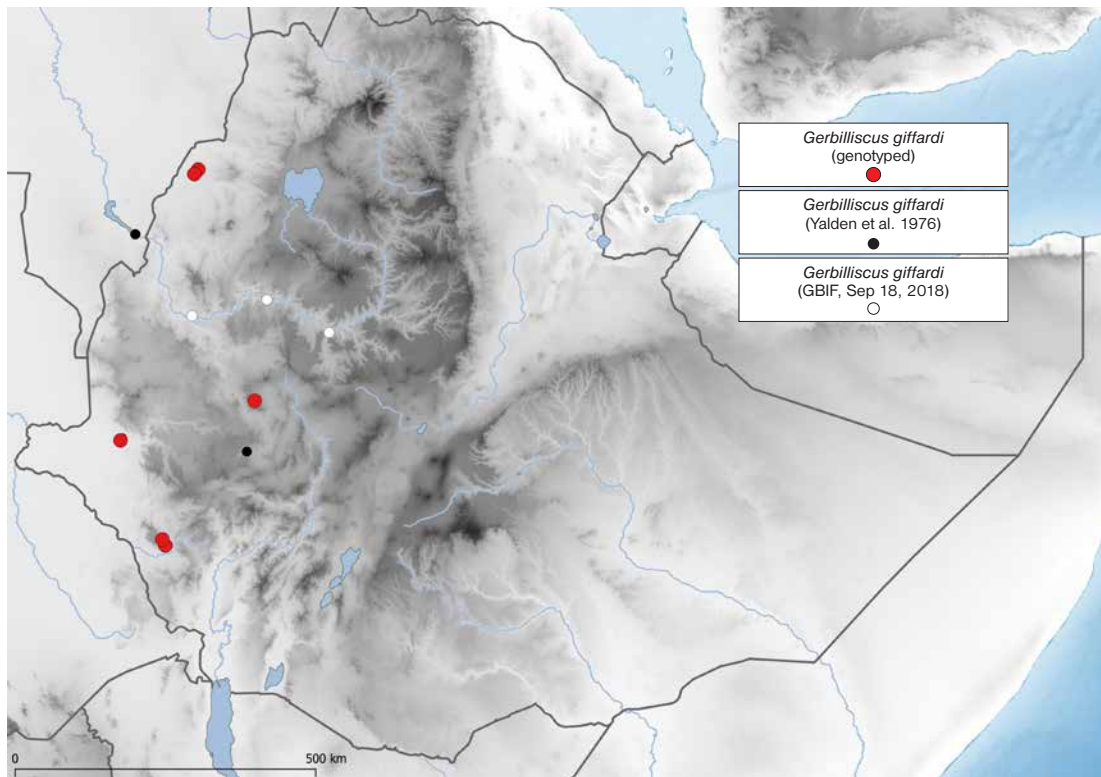 Gerbilliscus giffardi
(genotyped)
Gerbilliscus giffardi
(Yalden et al. 1976)
Gerbilliscus giffardi
(GBIF, Sep 18, 2018)
0
500 km